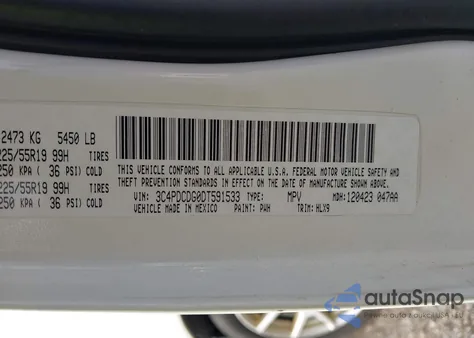 2473 KG 5450 LB
225/55R19 99H TIRES
250 KPA ( 36 PSI) COLD
225/55R19 99H TIRES
250 KPA ( 36 PSI) COLD
THIS VEHICLE CONFORMS TO ALL APPLICABLE U.S.A. FEDERAL MOTOR VEHICLE SAFETY,
BUMPER, AND THEFT PREVENTION STANDARDS IN EFFECT ON THE DATE OF MANUFACTURE SHOWN ABOVE.
VIN: 3C4PDCDG0DT591533 TYPE: MPV MDH: 120423 047AA
VEHICLE MADE IN MEXICO PAINT: PAH TRIM: HLX9
autaSnap